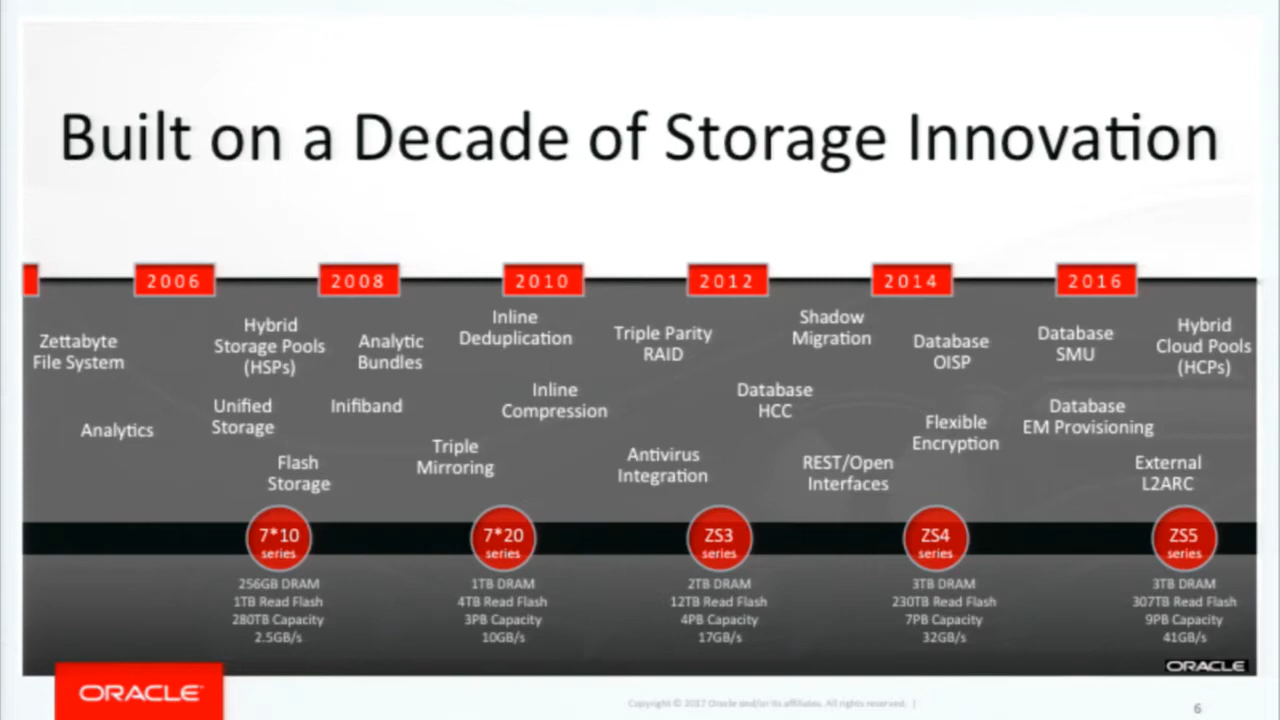 Built on a Decade of Storage Innovation
2006
2008
2010
2012
2014
2016
Zettabyte
File System
Analytics
Hybrid
Storage Pools
(HSPs)
Unified
Storage
Flash
Storage
Analytic
Bundles
Inifiband
Triple
Mirroring
Inline
Deduplication
Inline
Compression
Triple Parity
RAID
Antivirus
Integration
Database
HCC
Shadow
Migration
REST/Open
Interfaces
Database
OISP
Flexible
Encryption
Database
SMU
Database
EM Provisioning
Hybrid
Cloud Pools
(HCPs)
External
L2ARC
7*10
series
256GB DRAM
1TB Read Flash
280TB Capacity
2.5GB/s
7*20
series
1TB DRAM
4TB Read Flash
3PB Capacity
10GB/s
ZS3
series
2TB DRAM
12TB Read Flash
4PB Capacity
17GB/s
ZS4
series
3TB DRAM
230TB Read Flash
7PB Capacity
32GB/s
ZS5
series
3TB DRAM
307TB Read Flash
9PB Capacity
41GB/s
ORACLE
ORACLE
Copyright © 2017 Oracle and/or its affiliates. All rights reserved. |
6